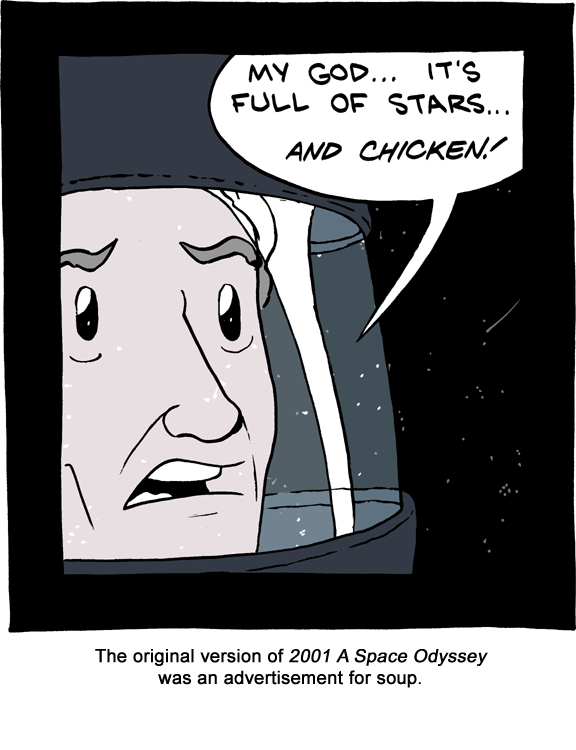 MY GOD... IT'S
FULL OF STARS...
AND CHICKEN!
The original version of 2001 A Space Odyssey
was an advertisement for soup.